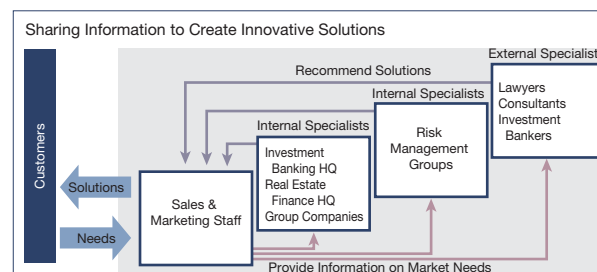 Sharing Information to Create Innovative Solutions
External Specialist
Recommend Solutions
Internal Specialists
Internal Specialists
Customers
Lawyers
Consultants
Investment
Bankers
Risk
Management
Groups
Investment
Banking HQ
Real Estate
Finance HQ
Group Companies
Solutions
Sales &
Marketing Staff
Needs
Provide Information on Market Needs